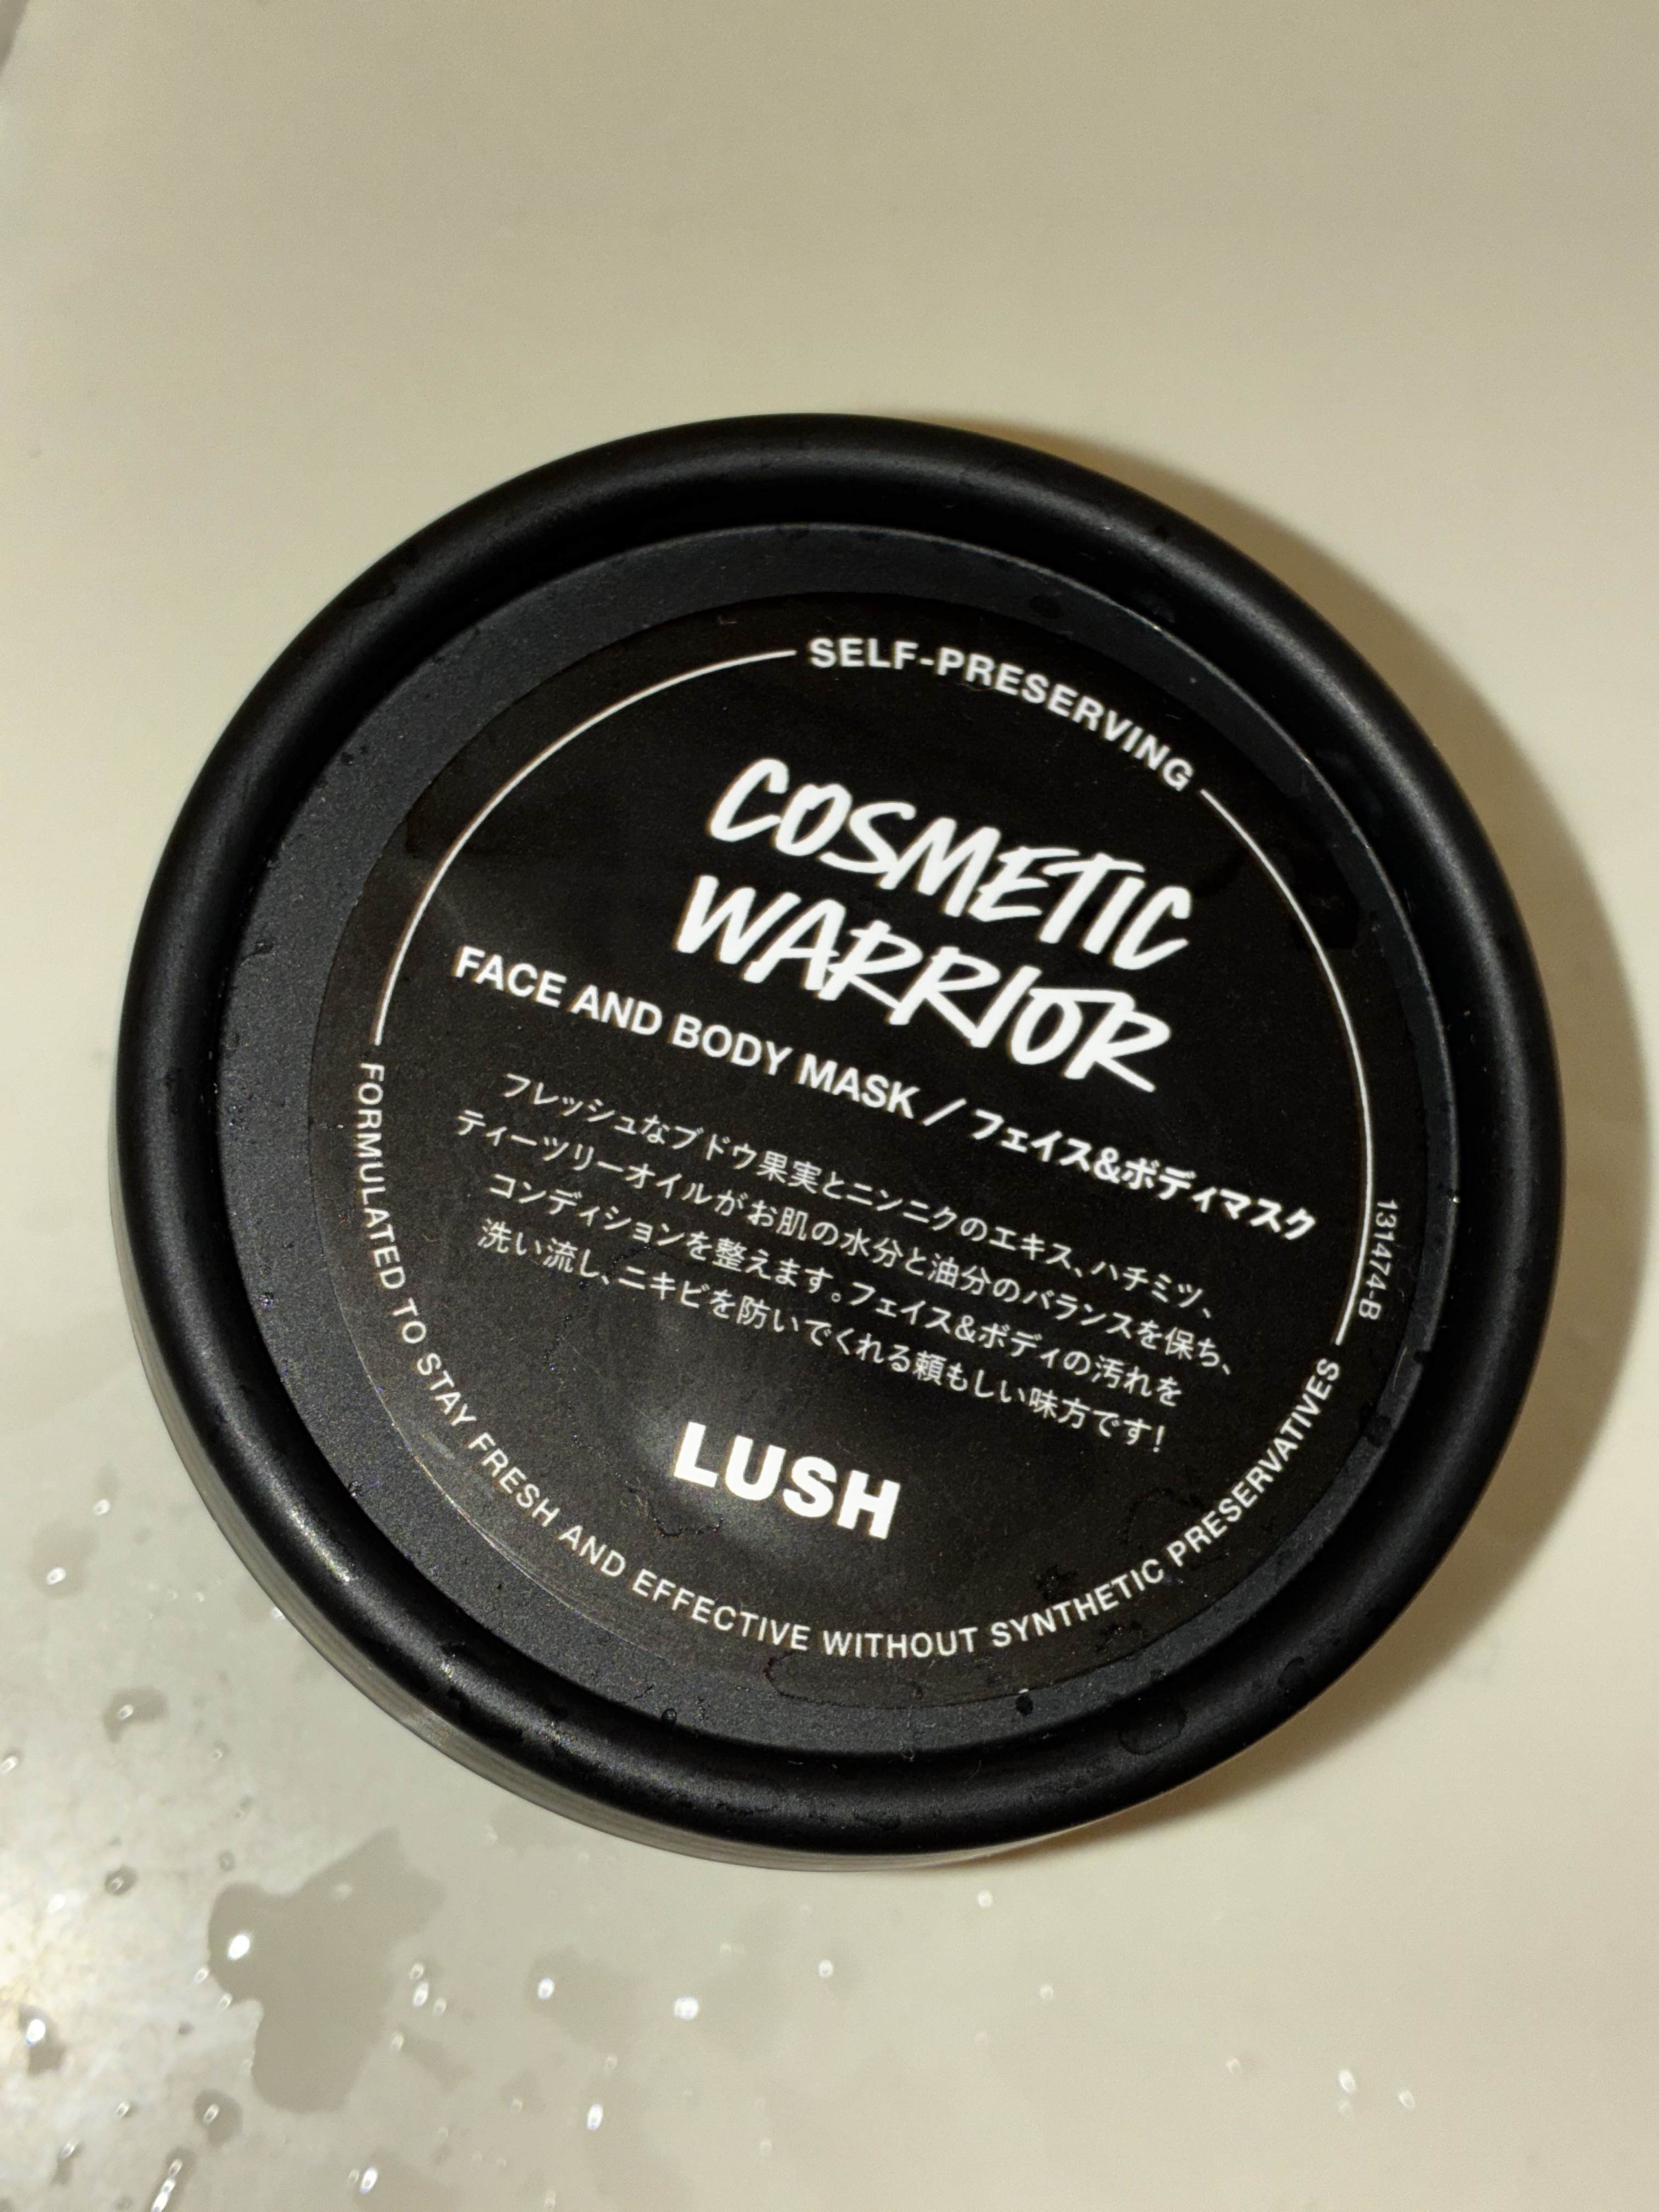 SELF-PRESERVING
COSMETIC
WARRIOR
FACE AND BODY MASK / フェイス&ボディマスク
フレッシュなブドウ果実とニンニクのエキス、ハチミツ、
ティーツリーオイルがお肌の水分と油分のバランスを保ち、
コンディションを整えます。フェイス&ボディの汚れを
洗い流し、ニキビを防いでくれる頼もしい味方です!
LUSH
FORMULATED TO STAY FRESH AND EFFECTIVE WITHOUT SYNTHETIC PRESERVATIVES
131474-B